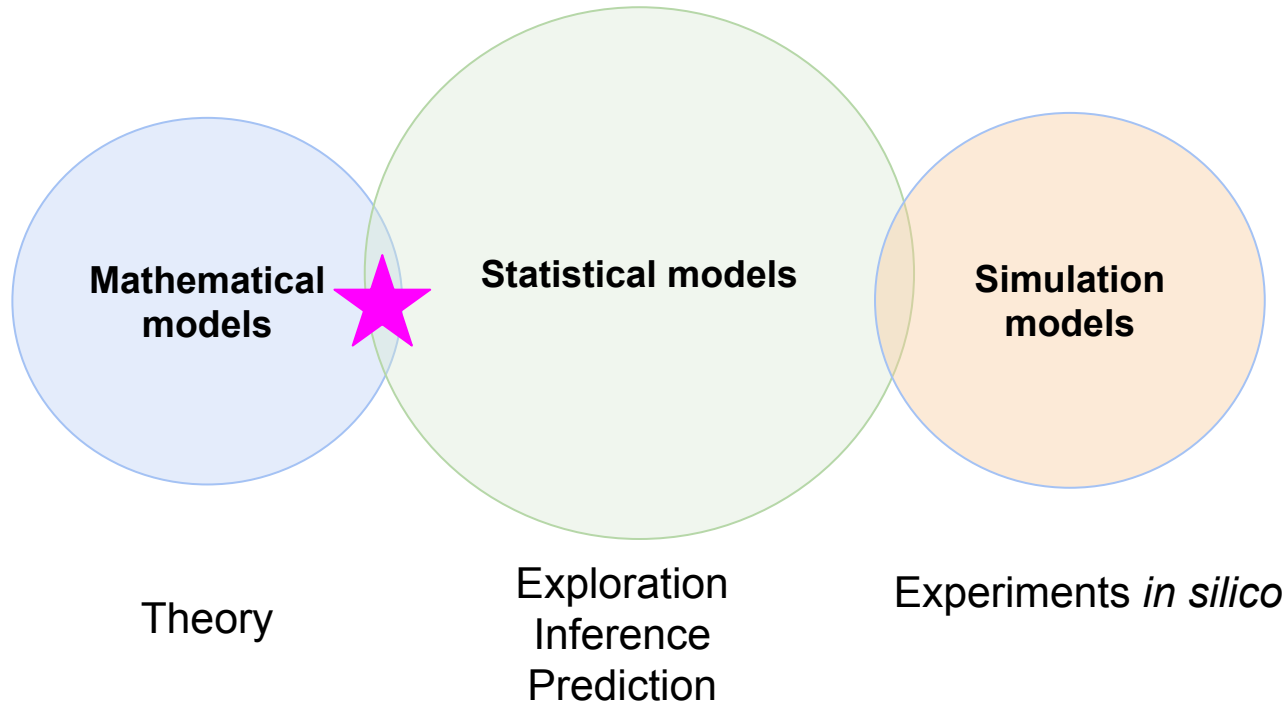 Mathematical
models
Statistical models
Simulation
models
Theory
Exploration
Inference
Prediction
Experiments in silico